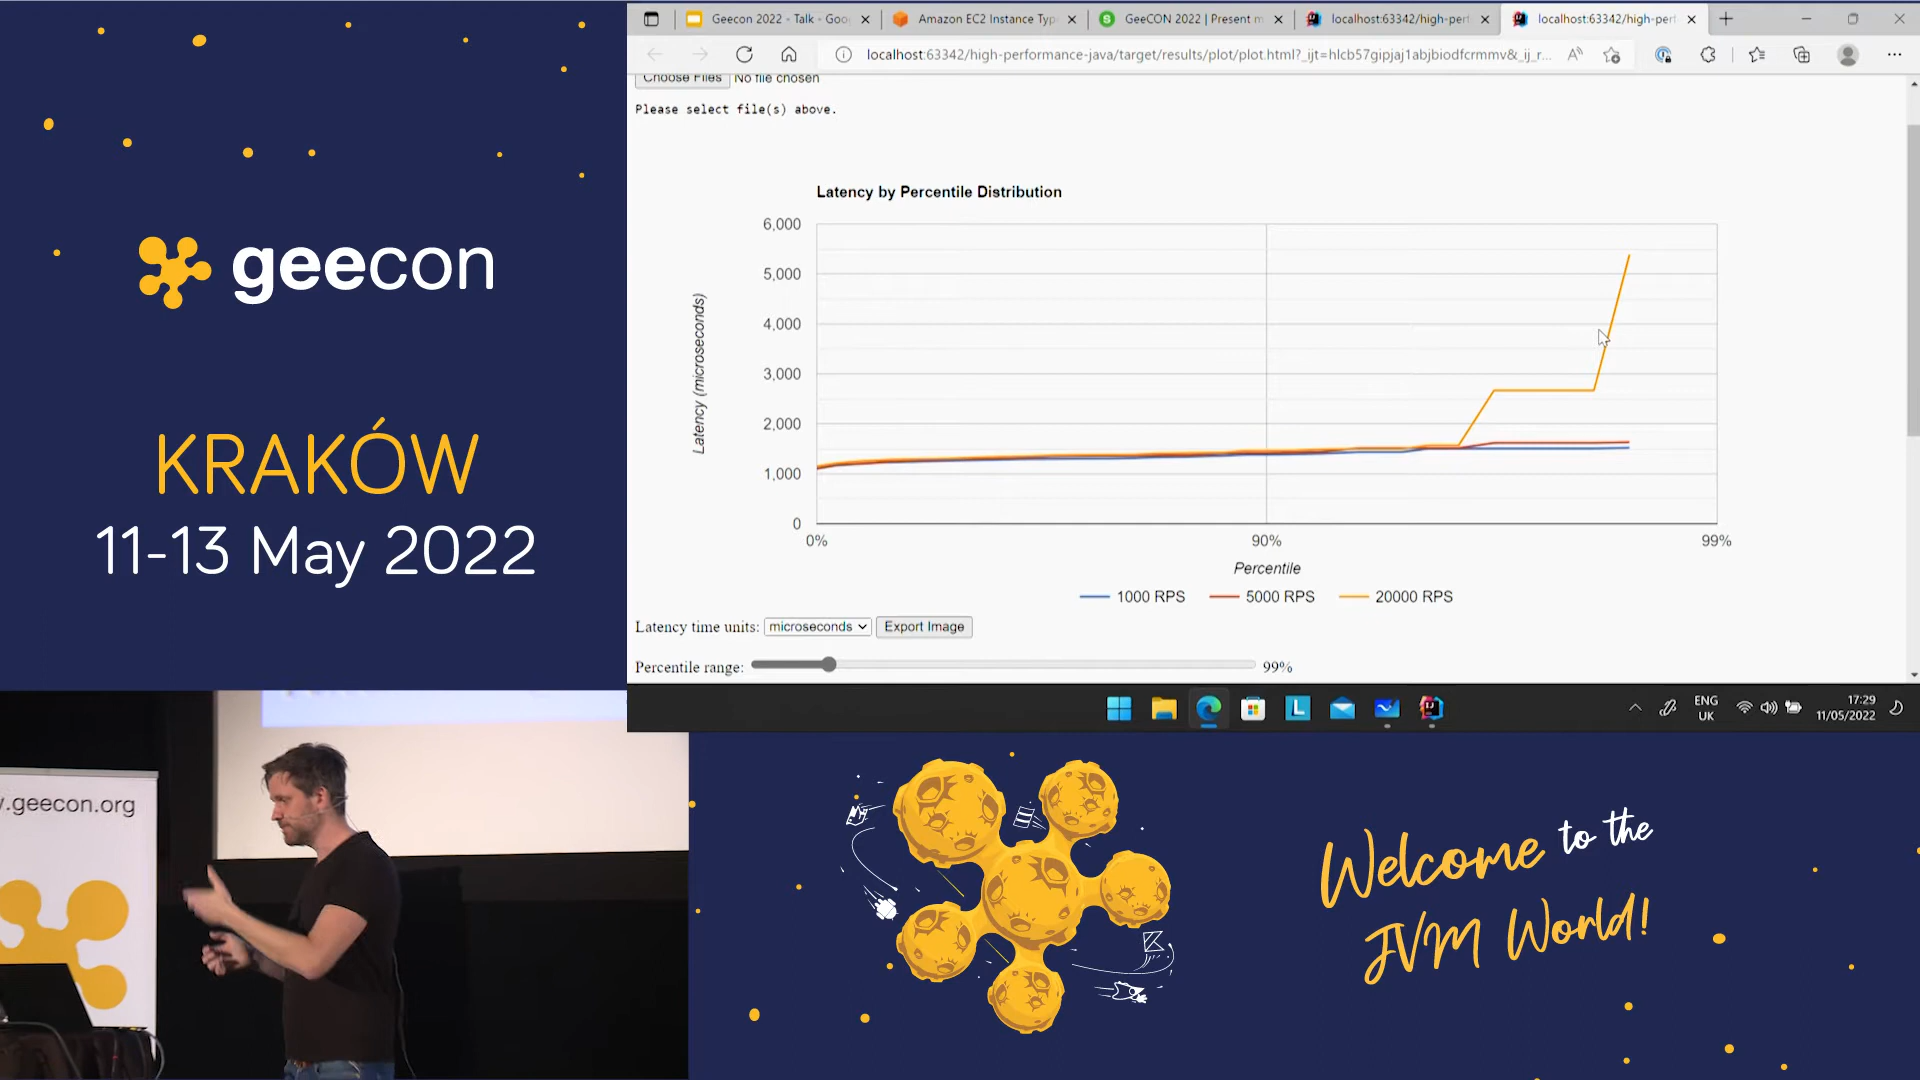 geecon
KRAKÓW
11-13 May 2022
Geecon 2022 - Talk - Goo
Amazon EC2 Instance Typ
GeeCON 2022 | Present m
localhost:63342/high-perf
localhost:63342/high-perf
localhost:63342/high-performance-java/target/results/plot/plot.html?_ijt=hlcb57gipjaj1abjbiodfcrmmv&_ij_r...
Choose Files No file chosen
Please select file(s) above.
Latency by Percentile Distribution
6,000
5,000
4,000
3,000
2,000
1,000
0
Latency (microseconds)
0%
90%
99%
Percentile
1000 RPS
5000 RPS
20000 RPS
Latency time units: microseconds Export Image
Percentile range: 99%
ENG
UK
17:29
11/05/2022
.geecon.org
Welcome to the
JVM World!